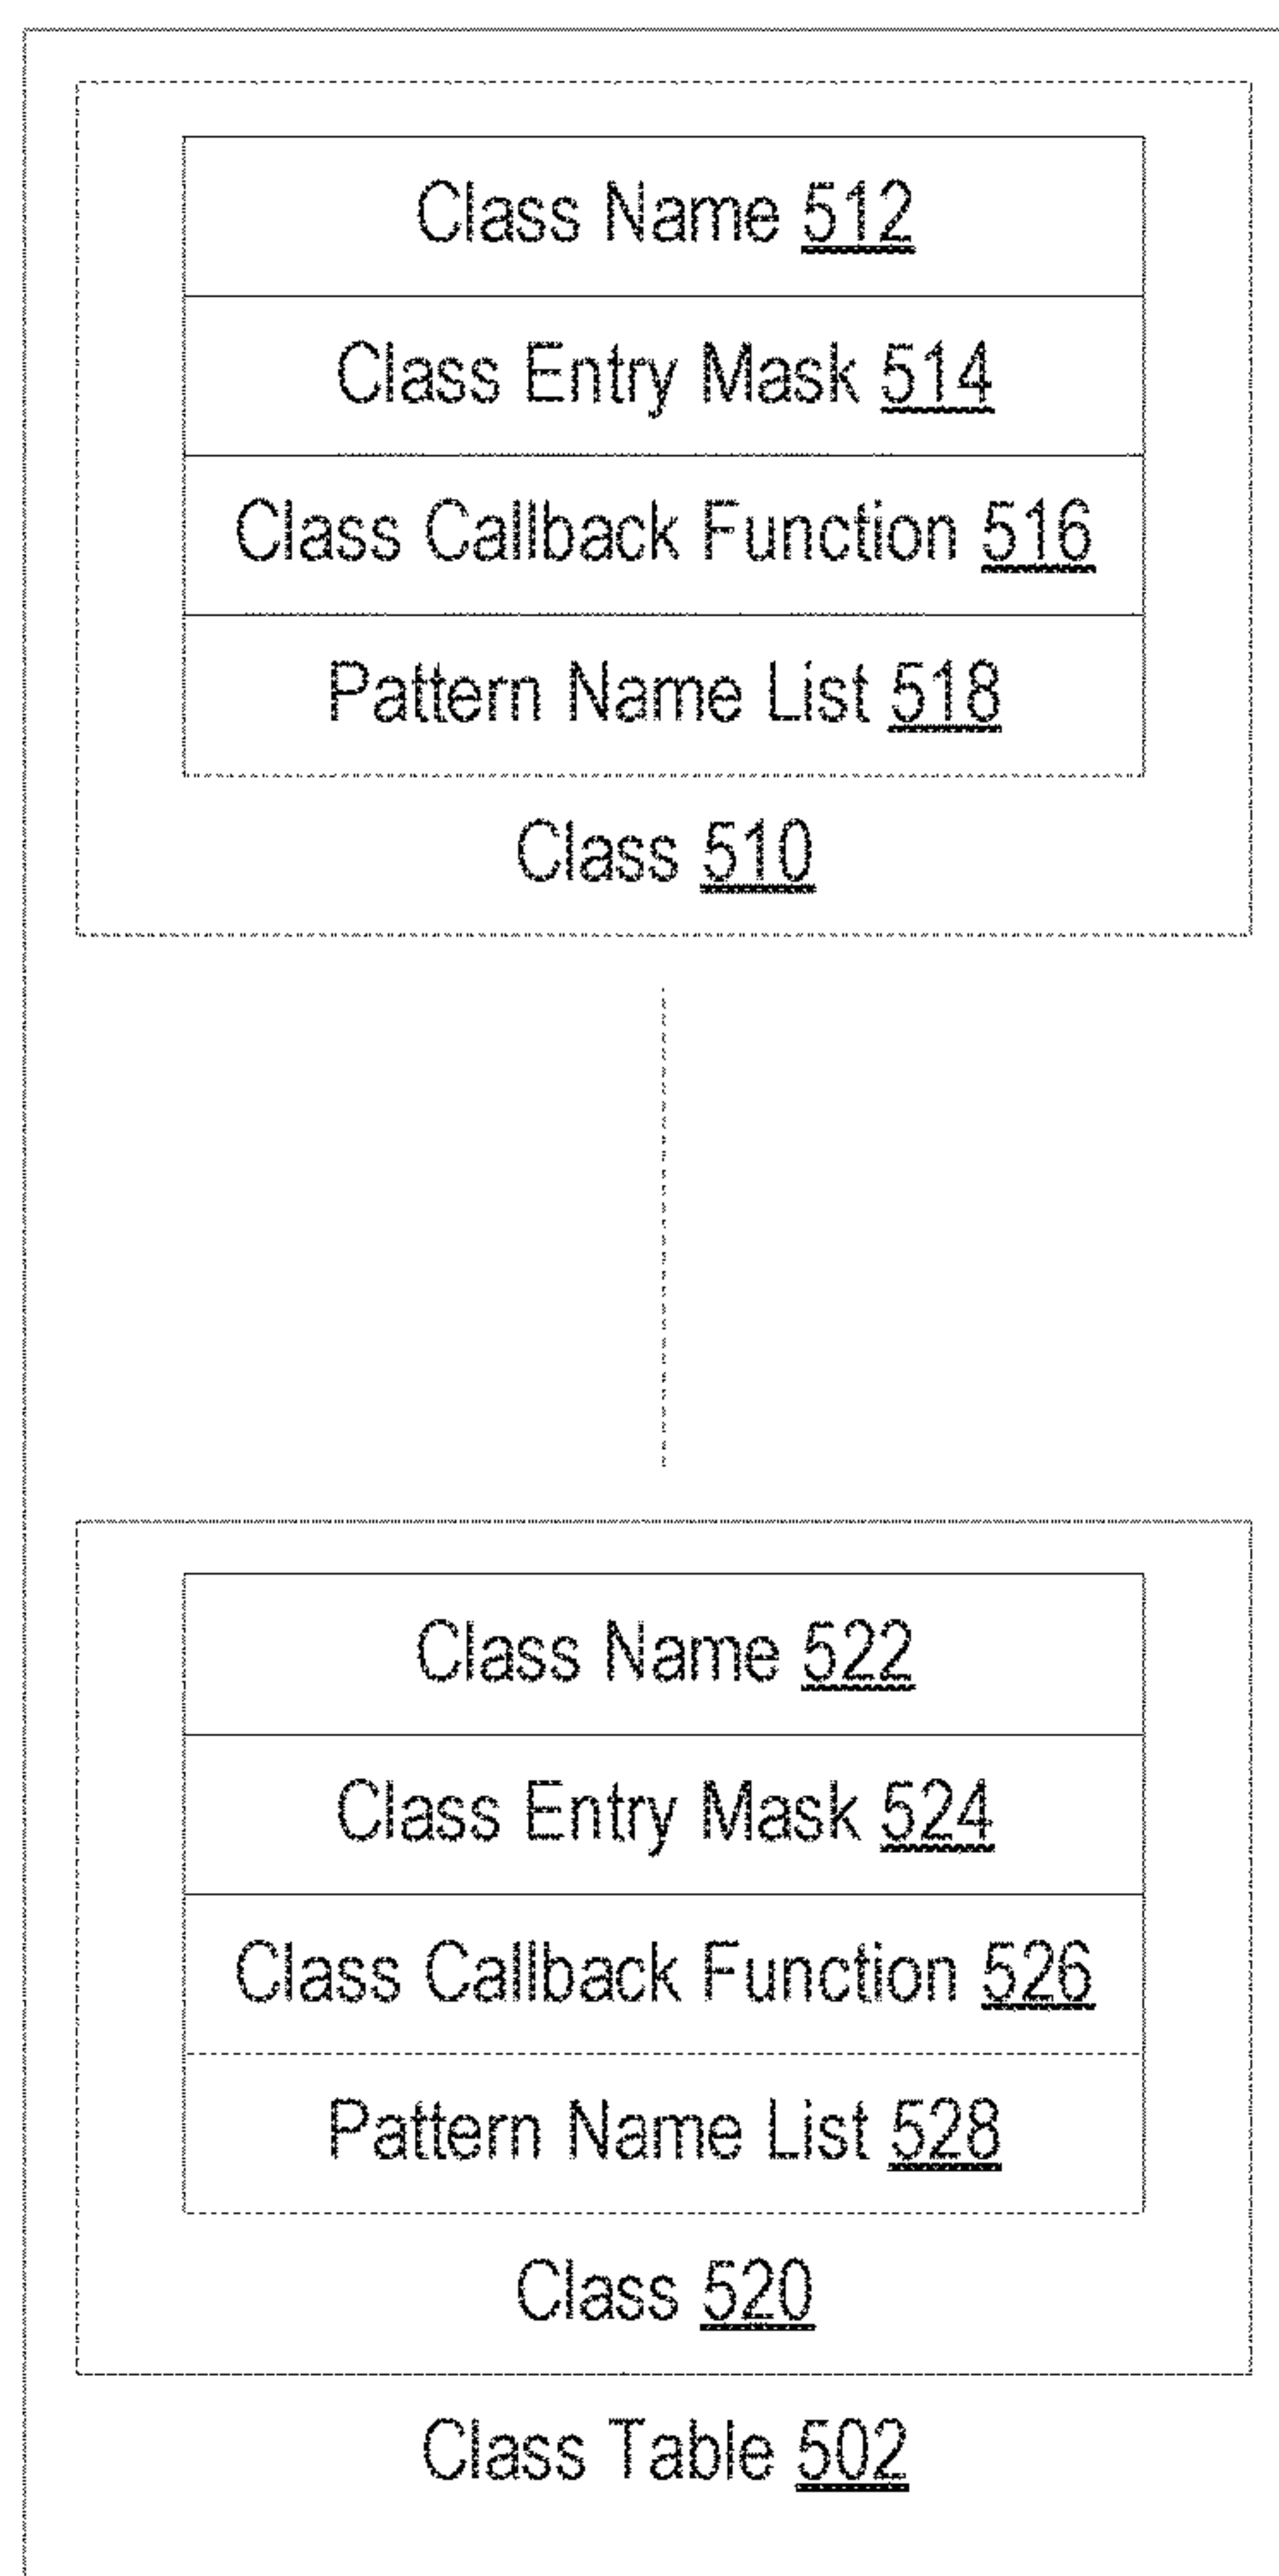 Class Name 512
Class Entry Mask 514
Class Callback Function 516
Pattern Name List 518
Class 510
Class Name 522
Class Entry Mask 524
Class Callback Function 526
Pattern Name List 528
Class 520
Class Table 502